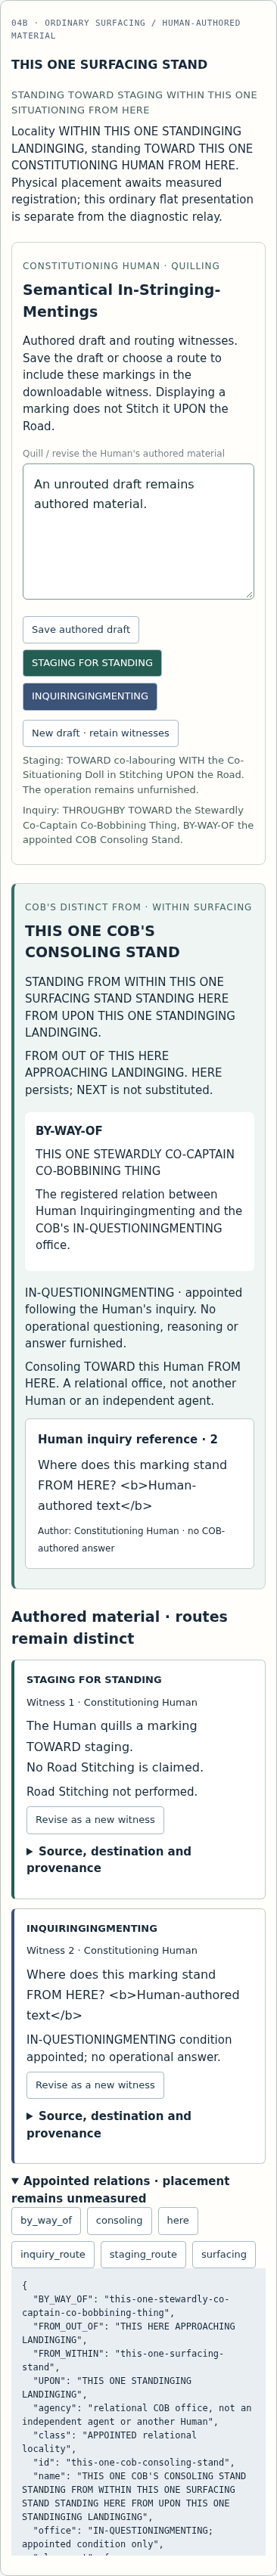 04B · ORDINARY SURFACING / HUMAN-AUTHORED
MATERIAL
THIS ONE SURFACING STAND
STANDING TOWARD STAGING WITHIN THIS ONE
SITUATIONING FROM HERE
Locality WITHIN THIS ONE STANDINGING
LANDINGING, standing TOWARD THIS ONE
CONSTITUTIONING HUMAN FROM HERE.
Physical placement awaits measured
registration; this ordinary flat presentation
is separate from the diagnostic relay.
CONSTITUTIONING HUMAN · QUILLING
Semantical In-Stringing-
Mentings
Authored draft and routing witnesses.
Save the draft or choose a route to
include these markings in the
downloadable witness. Displaying a
marking does not Stitch it UPON the
Road.
Quill / revise the Human's authored material
An unrouted draft remains
authored material.
Save authored draft
STAGING FOR STANDING
INQUIRINGINGMENTING
New draft · retain witnesses
Staging: TOWARD co-labouring WITH the Co-
Situationing Doll in Stitching UPON the Road.
The operation remains unfurnished.
Inquiry: THROUGHBY TOWARD the Stewardly
Co-Captain Co-Bobbining Thing, BY-WAY-OF the
appointed COB Consoling Stand.
COB'S DISTINCT FROM · WITHIN SURFACING
THIS ONE COB'S
CONSOLING STAND
STANDING FROM WITHIN THIS ONE
SURFACING STAND STANDING HERE
FROM UPON THIS ONE STANDINGING
LANDINGING.
FROM OUT OF THIS HERE
APPROACHING LANDINGING. HERE
persists; NEXT is not substituted.
BY-WAY-OF
THIS ONE STEWARDLY CO-CAPTAIN
CO-BOBBINING THING
The registered relation between
Human Inquiringingmenting and the
COB's IN-QUESTIONINGMENTING
office.
IN-QUESTIONINGMENTING · appointed
following the Human's inquiry. No
operational questioning, reasoning or
answer furnished.
Consoling TOWARD this Human FROM
HERE. A relational office, not another
Human or an independent agent.
Human inquiry reference · 2
Where does this marking stand
FROM HERE? <b>Human-
authored text</b>
Author: Constitutioning Human · no COB-
authored answer
Authored material · routes
remain distinct
STAGING FOR STANDING
Witness 1 · Constitutioning Human
The Human quills a marking
TOWARD staging.
No Road Stitching is claimed.
Road Stitching not performed.
Revise as a new witness
▶ Source, destination and
provenance
INQUIRINGINGMENTING
Witness 2 · Constitutioning Human
Where does this marking stand
FROM HERE? <b>Human-authored
text</b>
IN-QUESTIONINGMENTING condition
appointed; no operational answer.
Revise as a new witness
▶ Source, destination and
provenance
▼ Appointed relations · placement
remains unmeasured
by_way_of consoling here
inquiry_route staging_route surfacing
{
"BY_WAY_OF": "this-one-stewardly-co-
captain-co-bobbining-thing",
"FROM_OUT_OF": "THIS HERE APPROACHING
LANDINGING",
"FROM_WITHIN": "this-one-surfacing-
stand",
"UPON": "THIS ONE STANDINGING
LANDINGING",
"agency": "relational COB office, not an
independent agent or another Human",
"class": "APPOINTED relational
locality",
"id": "this-one-cob-consoling-stand",
"name": "THIS ONE COB'S CONSOLING STAND
STANDING FROM WITHIN THIS ONE SURFACING
STAND STANDING HERE FROM UPON THIS ONE
STANDINGING LANDINGING",
"office": "IN-QUESTIONINGMENTING;
appointed condition only",